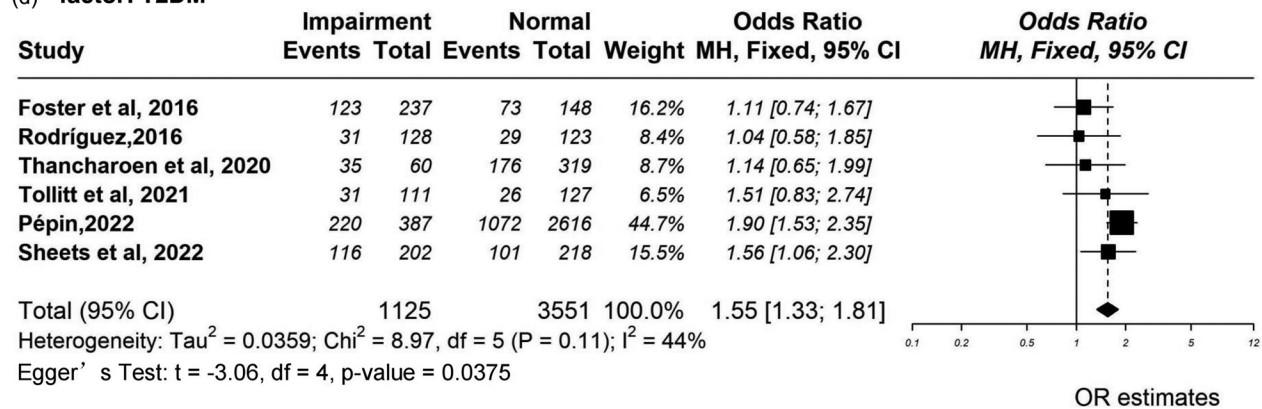 (d) factor: T2DM
Impairment Normal Odds Ratio Odds Ratio
Study Events Total Events Total Weight MH, Fixed, 95% CI MH, Fixed, 95% CI
Foster et al, 2016 123 237 73 148 16.2% 1.11 [0.74; 1.67]
Rodríguez,2016 31 128 29 123 8.4% 1.04 [0.58; 1.85]
Thancharoen et al, 2020 35 60 176 319 8.7% 1.14 [0.65; 1.99]
Tollitt et al, 2021 31 111 26 127 6.5% 1.51 [0.83; 2.74]
Pépin,2022 220 387 1072 2616 44.7% 1.90 [1.53; 2.35]
Sheets et al, 2022 116 202 101 218 15.5% 1.56 [1.06; 2.30]
Total (95% CI) 1125 3551 100.0% 1.55 [1.33; 1.81]
Heterogeneity: Tau² = 0.0359; Chi² = 8.97, df = 5 (P = 0.11); I² = 44%
0.1 0.2 0.5 1 2 5 12
Egger’s Test: t = -3.06, df = 4, p-value = 0.0375
OR estimates